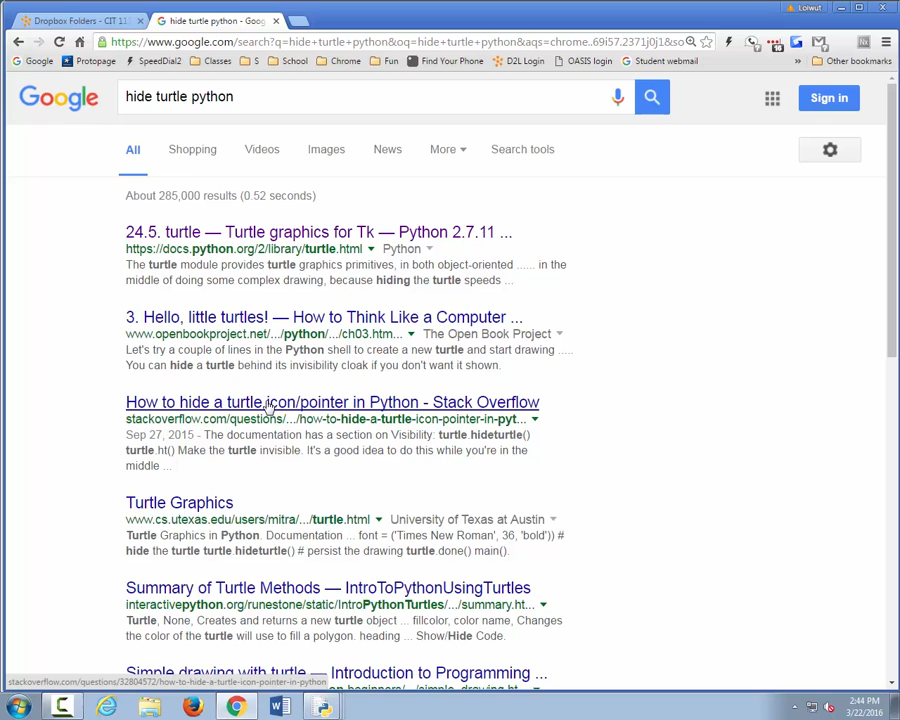 Lolwut
Dropbox Folders - CIT 11
hide turtle python - Goog
https://www.google.com/search?q=hide+turtle+python&oq=hide+turtle+python&aqs=chrome..69i57.2371j0j1&so
Google Protopage SpeedDial2 Classes S School Chrome Fun Find Your Phone D2L Login OASIS login Student webmail » Other bookmarks
Google
hide turtle python
Sign in
All Shopping Videos Images News More Search tools
About 285,000 results (0.52 seconds)
24.5. turtle — Turtle graphics for Tk — Python 2.7.11 ...
https://docs.python.org/2/library/turtle.html Python
The turtle module provides turtle graphics primitives, in both object-oriented ...... in the
middle of doing some complex drawing, because hiding the turtle speeds ...
3. Hello, little turtles! — How to Think Like a Computer ...
www.openbookproject.net/.../python/.../ch03.htm... The Open Book Project
Let's try a couple of lines in the Python shell to create a new turtle and start drawing .....
You can hide a turtle behind its invisibility cloak if you don't want it shown.
How to hide a turtle icon/pointer in Python - Stack Overflow
stackoverflow.com/questions/.../how-to-hide-a-turtle-icon-pointer-in-pyt...
Sep 27, 2015 - The documentation has a section on Visibility: turtle.hideturtle()
turtle.ht() Make the turtle invisible. It's a good idea to do this while you're in the
middle ...
Turtle Graphics
www.cs.utexas.edu/users/mitra/.../turtle.html University of Texas at Austin
Turtle Graphics in Python. Documentation ... font = ('Times New Roman', 36, 'bold')) #
hide the turtle turtle.hideturtle() # persist the drawing turtle.done() main().
Summary of Turtle Methods — IntroToPythonUsingTurtles
interactivepython.org/runestone/static/IntroPythonTurtles/.../summary.ht...
Turtle, None, Creates and returns a new turtle object ... fillcolor, color name, Changes
the color of the turtle will use to fill a polygon. heading ... Show/Hide Code.
Simple drawing with turtle — Introduction to Programming ...
stackoverflow.com/questions/32804572/how-to-hide-a-turtle-icon-pointer-in-python
2:44 PM
3/22/2016